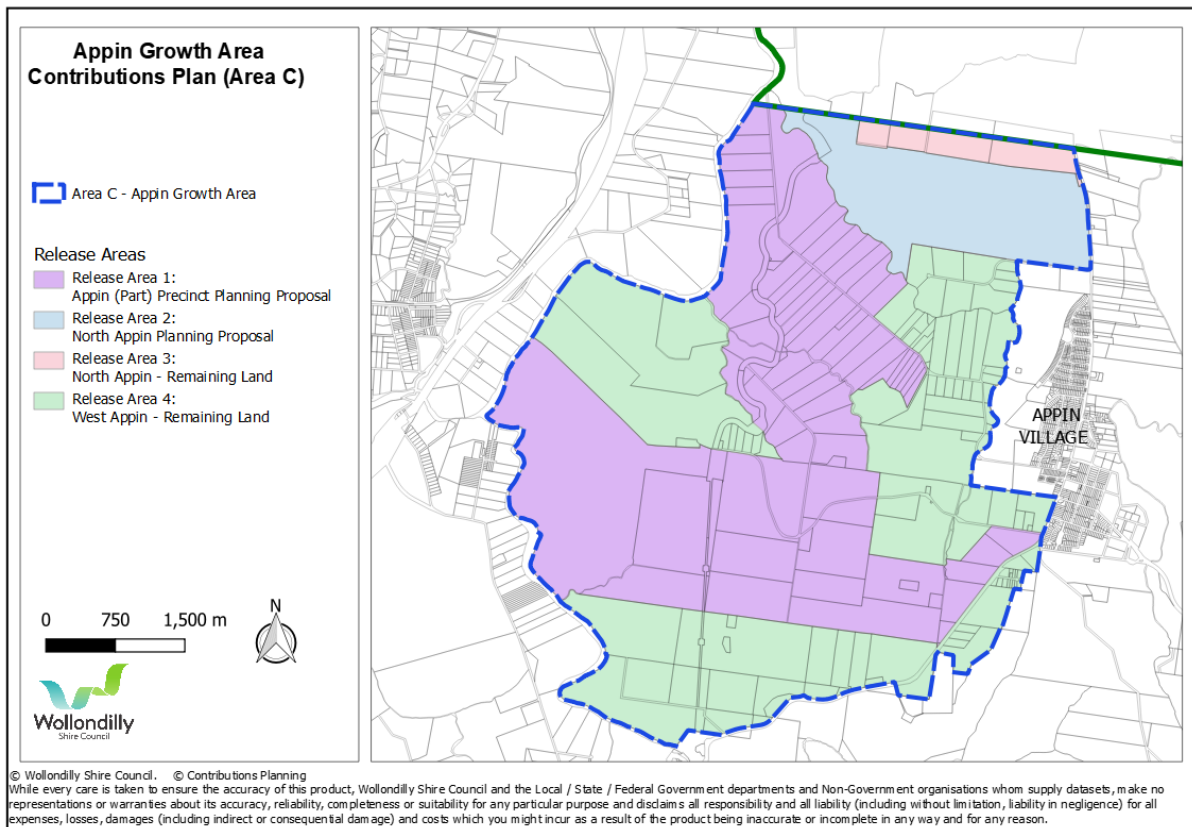 Appin Growth Area
Contributions Plan (Area C)
Area C - Appin Growth Area
Release Areas
Release Area 1:
Appin (Part) Precinct Planning Proposal
Release Area 2:
North Appin Planning Proposal
Release Area 3:
North Appin - Remaining Land
Release Area 4:
West Appin - Remaining Land
0 750 1,500 m
N
Wollondilly
Shire Council
APPIN
VILLAGE
© Wollondilly Shire Council. © Contributions Planning
While every care is taken to ensure the accuracy of this product, Wollondilly Shire Council and the Local / State / Federal Government departments and Non-Government organisations whom supply datasets, make no
representations or warranties about its accuracy, reliability, completeness or suitability for any particular purpose and disclaims all responsibility and all liability (including without limitation, liability in negligence) for all
expenses, losses, damages (including indirect or consequential damage) and costs which you might incur as a result of the product being inaccurate or incomplete in any way and for any reason.